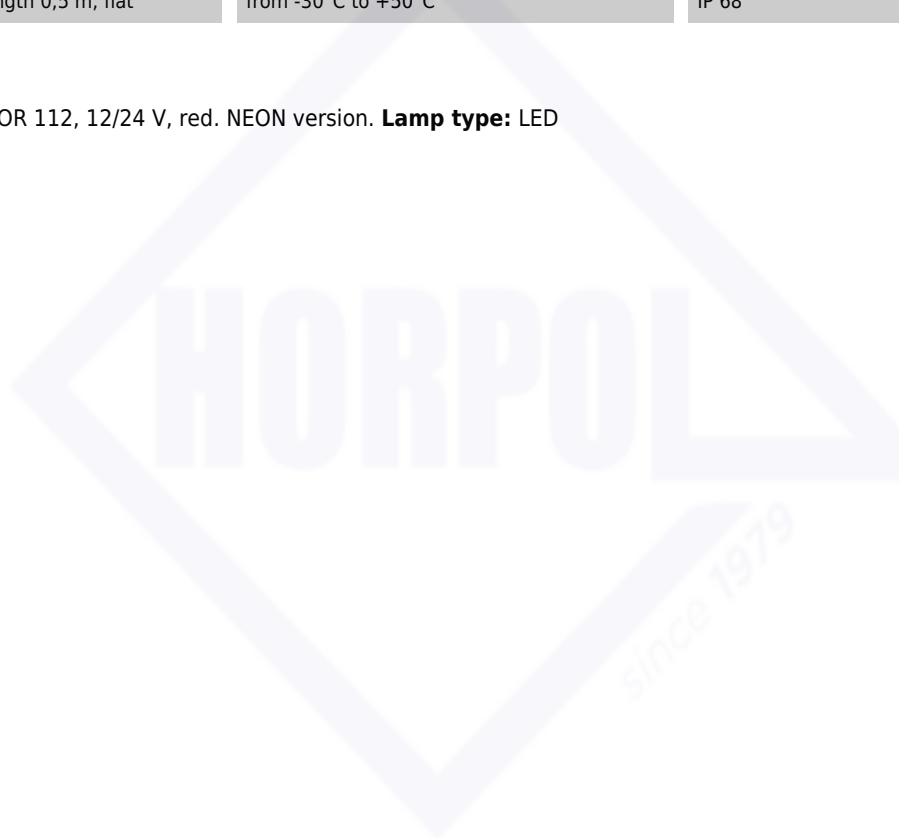 ngth 0,5 m, flat from -30°C to +50°C IP 68
OR 112, 12/24 V, red. NEON version. Lamp type: LED
HORPOL
since 1979